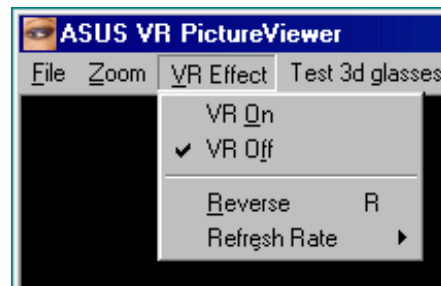 ASUS VR PictureViewer
File Zoom VR Effect Test 3d glasses
VR On
VR Off
Reverse R
Refresh Rate